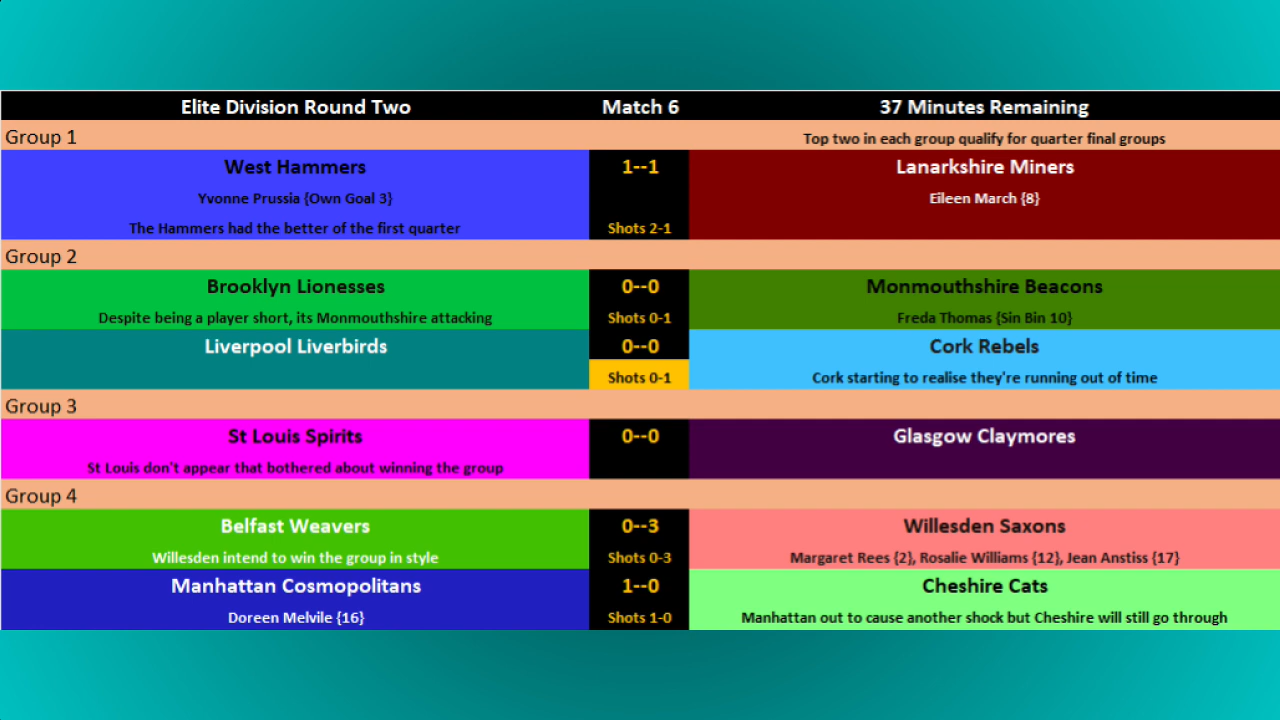 Elite Division Round Two Match 6 37 Minutes Remaining
Group 1 Top two in each group qualify for quarter final groups
West Hammers 1--1 Lanarkshire Miners
Yvonne Prussia {Own Goal 3} Eileen March {8}
The Hammers had the better of the first quarter Shots 2-1
Group 2
Brooklyn Lionesses 0--0 Monmouthshire Beacons
Despite being a player short, its Monmouthshire attacking Shots 0-1 Freda Thomas {Sin Bin 10}
Liverpool Liverbirds 0--0 Cork Rebels
Shots 0-1 Cork starting to realise they're running out of time
Group 3
St Louis Spirits 0--0 Glasgow Claymores
St Louis don't appear that bothered about winning the group
Group 4
Belfast Weavers 0--3 Willesden Saxons
Willesden intend to win the group in style Shots 0-3 Margaret Rees {2}, Rosalie Williams {12}, Jean Anstiss {17}
Manhattan Cosmopolitans 1--0 Cheshire Cats
Doreen Melvile {16} Shots 1-0 Manhattan out to cause another shock but Cheshire will still go through